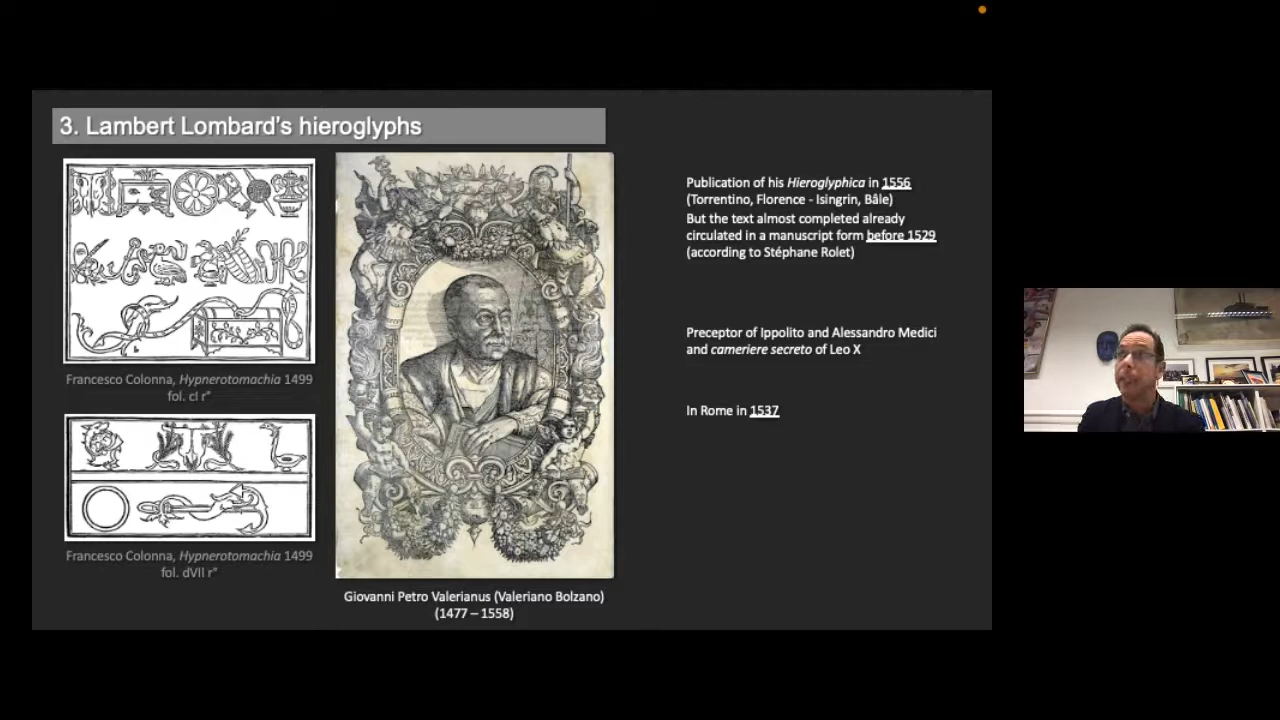 3. Lambert Lombard's hieroglyphs
Francesco Colonna, Hypnerotomachia 1499
fol. cI r°
Francesco Colonna, Hypnerotomachia 1499
fol. dVII r°
Giovanni Petro Valerianus (Valeriano Bolzano)
(1477 – 1558)
Publication of his Hieroglyphica in 1556
(Torrentino, Florence - Isingrin, Bâle)
But the text almost completed already
circulated in a manuscript form before 1529
(according to Stéphane Rolet)
Preceptor of Ippolito and Alessandro Medici
and cameriere secreto of Leo X
In Rome in 1537